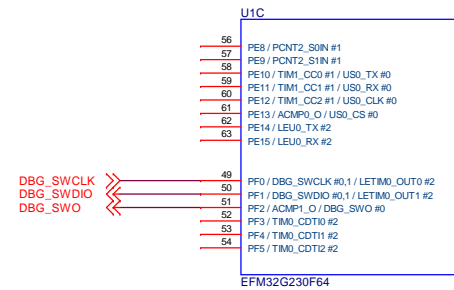 U1C
56 PE8 / PCNT2_S0IN #1
57 PE9 / PCNT2_S1IN #1
58 PE10 / TIM1_CC0 #1 / US0_TX #0
59 PE11 / TIM1_CC1 #1 / US0_RX #0
60 PE12 / TIM1_CC2 #1 / US0_CLK #0
61 PE13 / ACMP0_O / US0_CS #0
62 PE14 / LEU0_TX #2
63 PE15 / LEU0_RX #2
DBG_SWCLK 49 PF0 / DBG_SWCLK #0,1 / LETIM0_OUT0 #2
DBG_SWDIO 50 PF1 / DBG_SWDIO #0,1 / LETIM0_OUT1 #2
DBG_SWO 51 PF2 / ACMP1_O / DBG_SWO #0
52 PF3 / TIM0_CDTI0 #2
53 PF4 / TIM0_CDTI1 #2
54 PF5 / TIM0_CDTI2 #2
EFM32G230F64